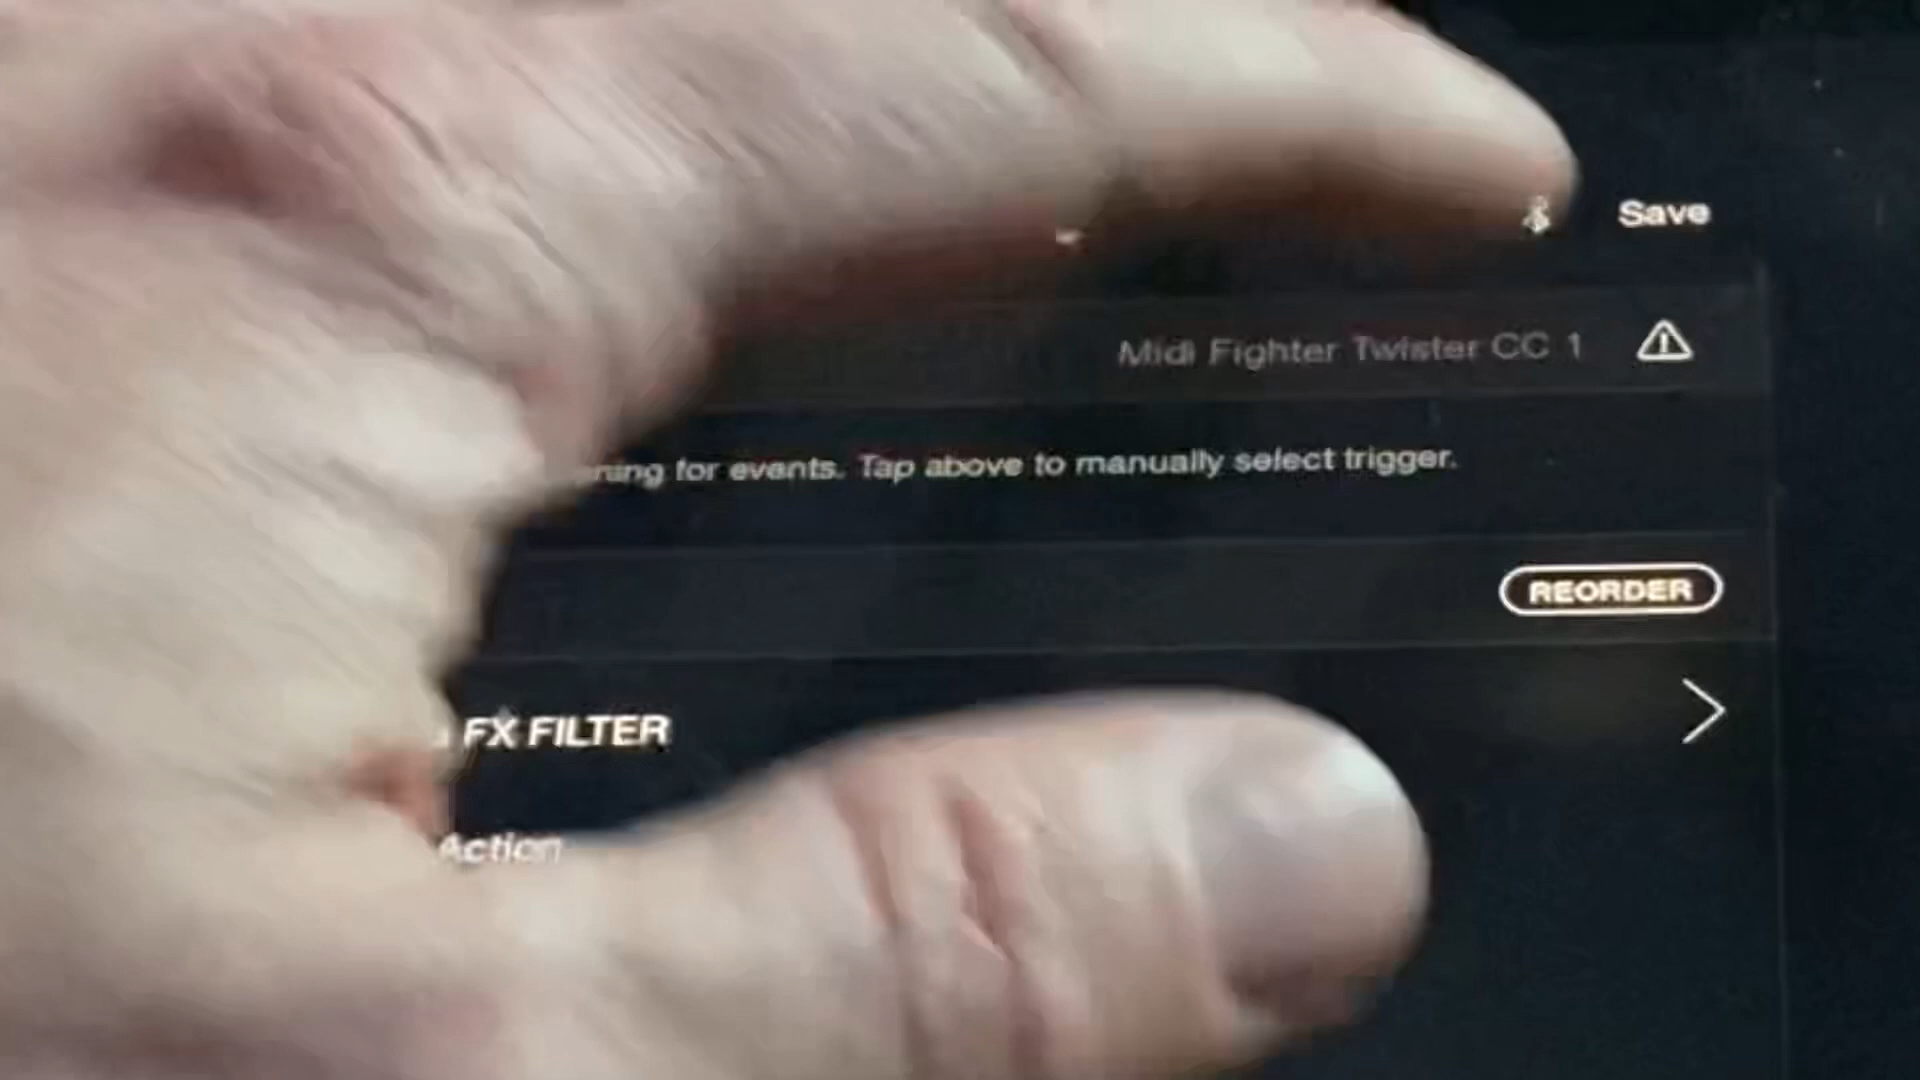 Save
Midi Fighter Twister CC 1
for events. Tap above to manually select trigger.
REORDER
FX FILTER
Action